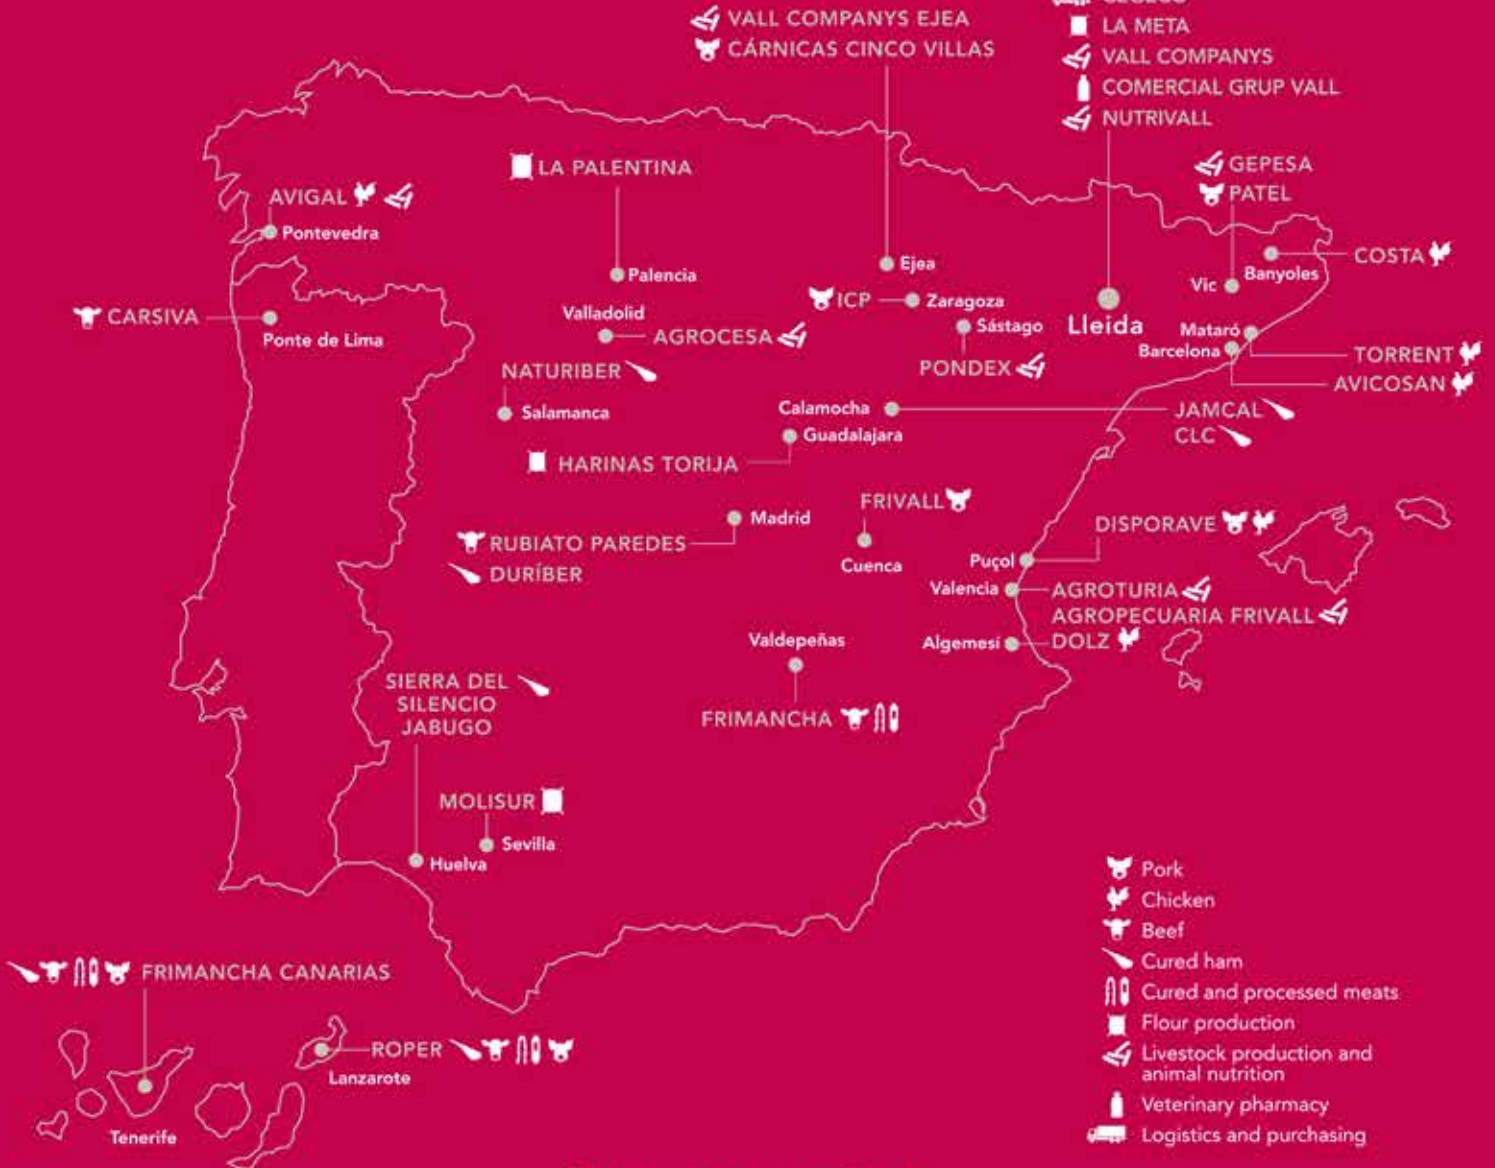 VALL COMPANYS EJEA
CÁRNICAS CINCO VILLAS
LA META
VALL COMPANYS
COMERCIAL GRUP VALL
NUTRIVALL
LA PALENTINA
GEPESA
PATEL
AVIGAL
Pontevedra
COSTA
Banyoles
Ejea
Palencia
Vic
ICP
Zaragoza
Lleida
CARSIVA
Ponte de Lima
Valladolid
AGROCESA
Sástago
PONDEX
Mataró
Barcelona
TORRENT
AVICOSAN
NATURIBER
Salamanca
Calamocha
JAMCAL
CLC
Guadalajara
HARINAS TORIJA
FRIVALL
Cuenca
Madrid
RUBIATO PAREDES
DURÍBER
DISPORAVE
Puçol
Valencia
AGROTURIA
AGROPECUARIA FRIVALL
Algemesí
DOLZ
Valdepeñas
FRIMANCHA
SIERRA DEL
SILENCIO
JABUGO
MOLISUR
Sevilla
Huelva
FRIMANCHA CANARIAS
ROPER
Lanzarote
Tenerife
Pork
Chicken
Beef
Cured ham
Cured and processed meats
Flour production
Livestock production and
animal nutrition
Veterinary pharmacy
Logistics and purchasing